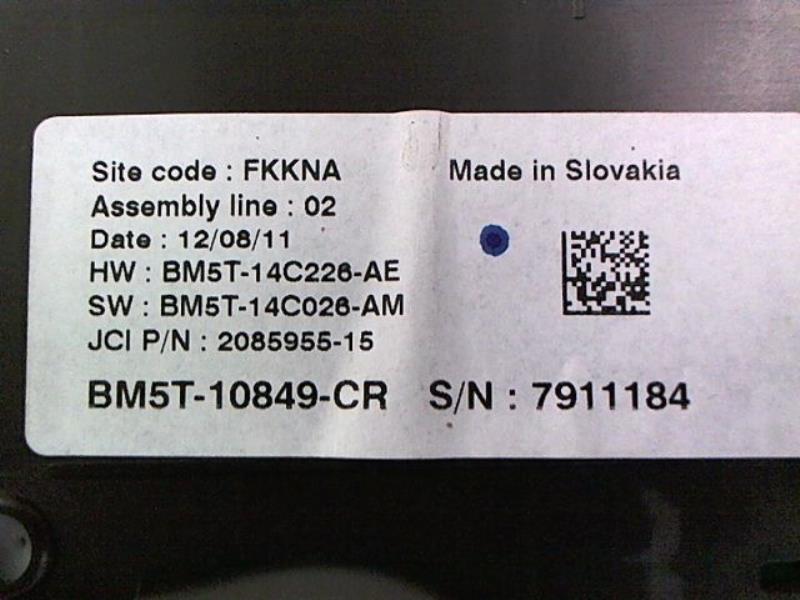 Site code : FKKNA Made in Slovakia
Assembly line : 02
Date : 12/08/11
HW : BM5T-14C226-AE
SW : BM5T-14C026-AM
JCI P/N : 2085955-15
BM5T-10849-CR S/N : 7911184